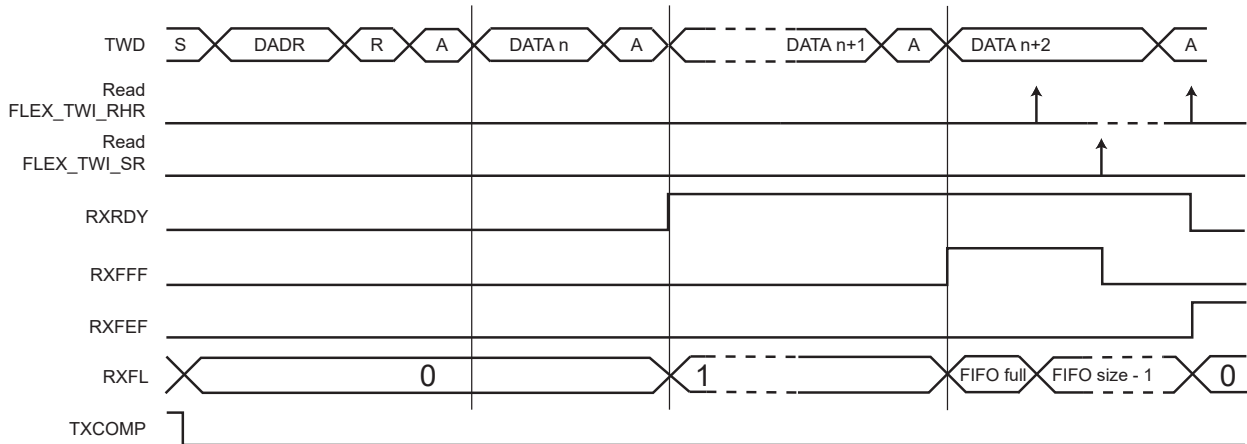 TWD S DADR R A DATA n A DATA n+1 A DATA n+2 A
Read
FLEX_TWI_RHR
Read
FLEX_TWI_SR
RXRDY
RXFFF
RXFEF
RXFL 0 1 FIFO full FIFO size - 1 0
TXCOMP